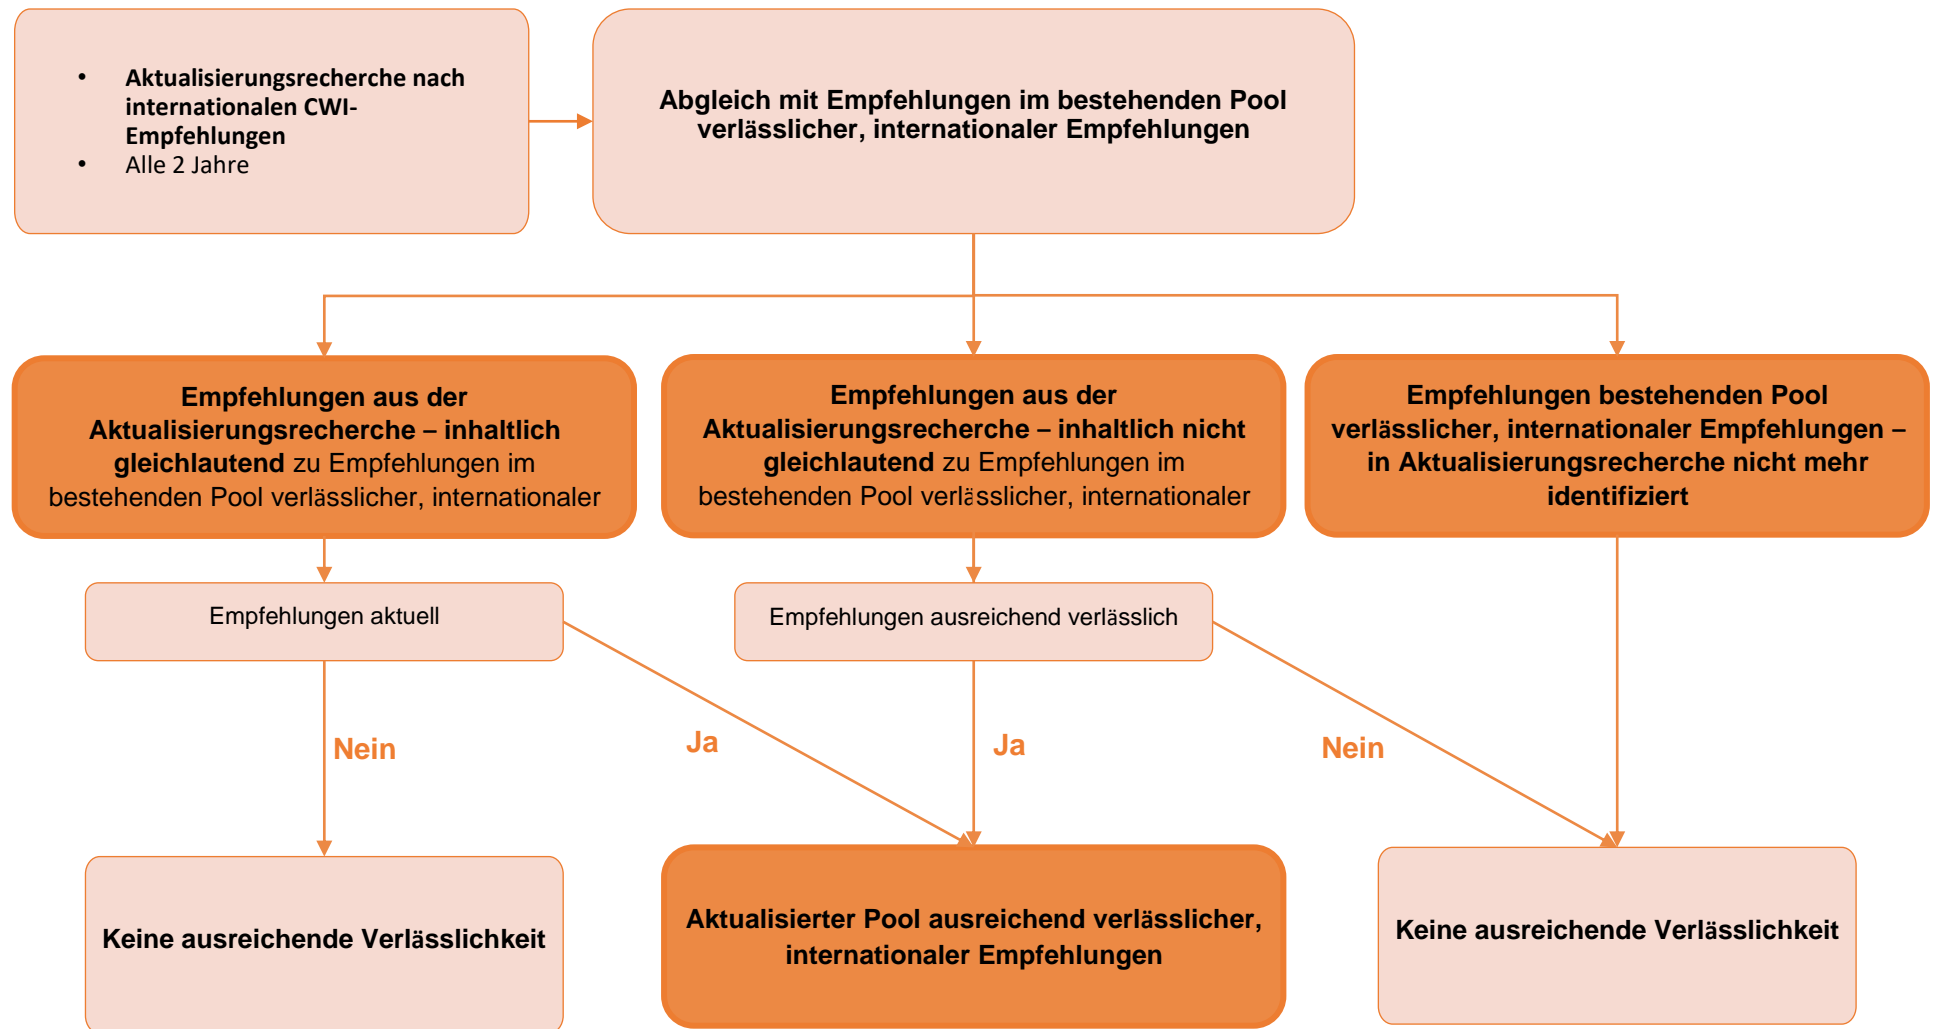 • Aktualisierungsrecherche nach
internationalen CWI-
Empfehlungen
• Alle 2 Jahre
Abgleich mit Empfehlungen im bestehenden Pool
verlässlicher, internationaler Empfehlungen
Empfehlungen aus der
Aktualisierungsrecherche – inhaltlich
gleichlautend zu Empfehlungen im
bestehenden Pool verlässlicher, internationaler
Empfehlungen aus der
Aktualisierungsrecherche – inhaltlich nicht
gleichlautend zu Empfehlungen im
bestehenden Pool verlässlicher, internationaler
Empfehlungen bestehenden Pool
verlässlicher, internationaler Empfehlungen –
in Aktualisierungsrecherche nicht mehr
identifiziert
Empfehlungen aktuell
Empfehlungen ausreichend verlässlich
Nein
Ja
Ja
Nein
Keine ausreichende Verlässlichkeit
Aktualisierter Pool ausreichend verlässlicher,
internationaler Empfehlungen
Keine ausreichende Verlässlichkeit